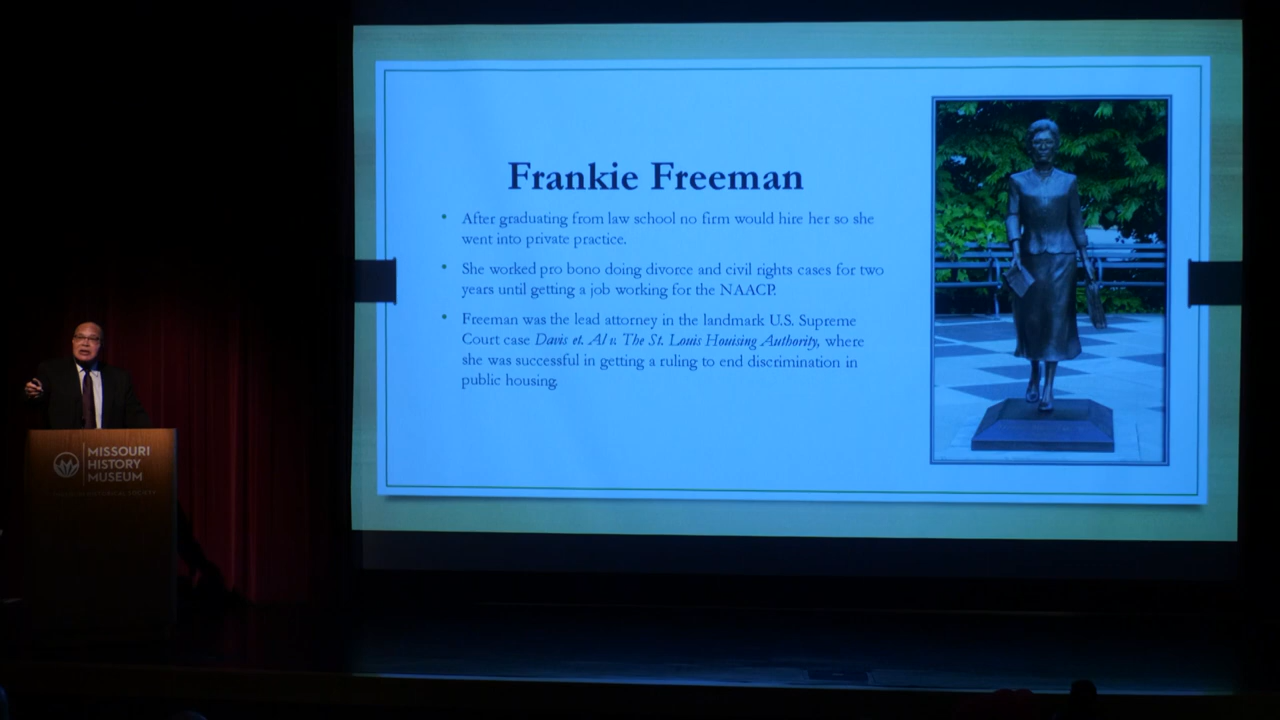 Frankie Freeman
• After graduating from law school no firm would hire her so she
went into private practice.
• She worked pro bono doing divorce and civil rights cases for two
years until getting a job working for the NAACP.
• Freeman was the lead attorney in the landmark U.S. Supreme
Court case Davis et. Al v. The St. Louis Houising Authority, where
she was successful in getting a ruling to end discrimination in
public housing.
MISSOURI
HISTORY
MUSEUM